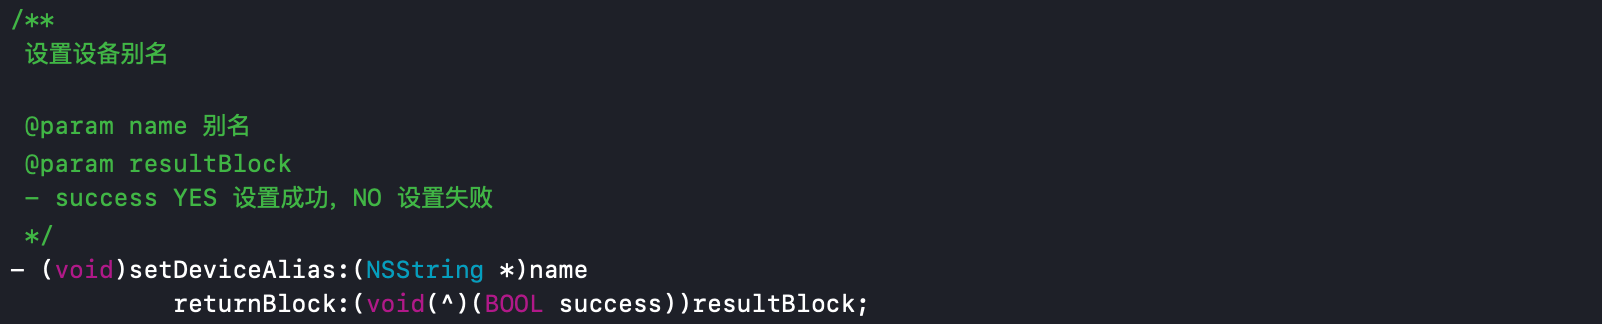 /**
设置设备别名
@param name 别名
@param resultBlock
- success YES 设置成功，NO 设置失败
*/
- (void)setDeviceAlias:(NSString *)name
returnBlock:(void(^)(BOOL success))resultBlock;